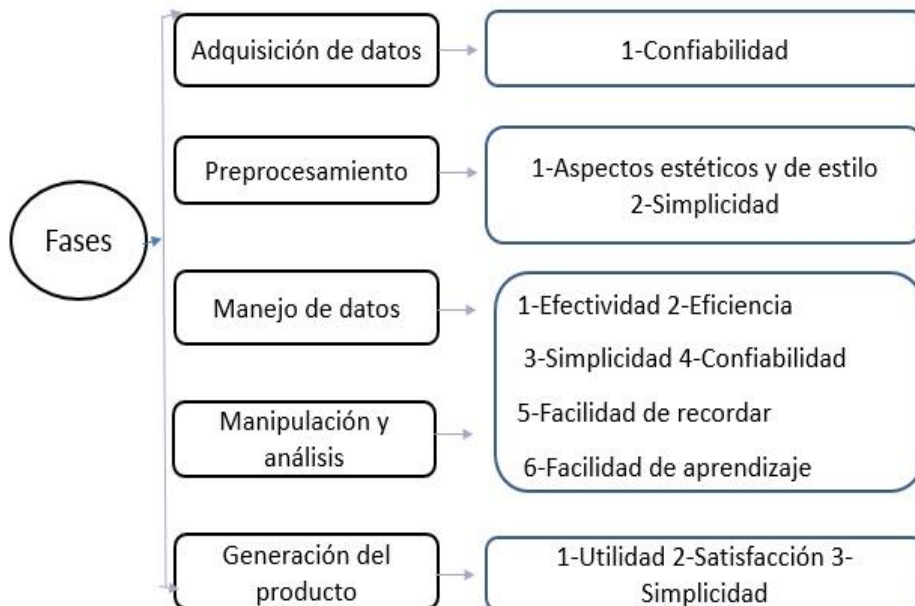 Fases
Adquisición de datos
1-Confiabilidad
Preprocesamiento
1-Aspectos estéticos y de estilo
2-Simplicidad
Manejo de datos
1-Efectividad 2-Eficiencia
3-Simplicidad 4-Confiabilidad
5-Facilidad de recordar
6-Facilidad de aprendizaje
Manipulación y
análisis
Generación del
producto
1-Utilidad 2-Satisfacción 3-
Simplicidad